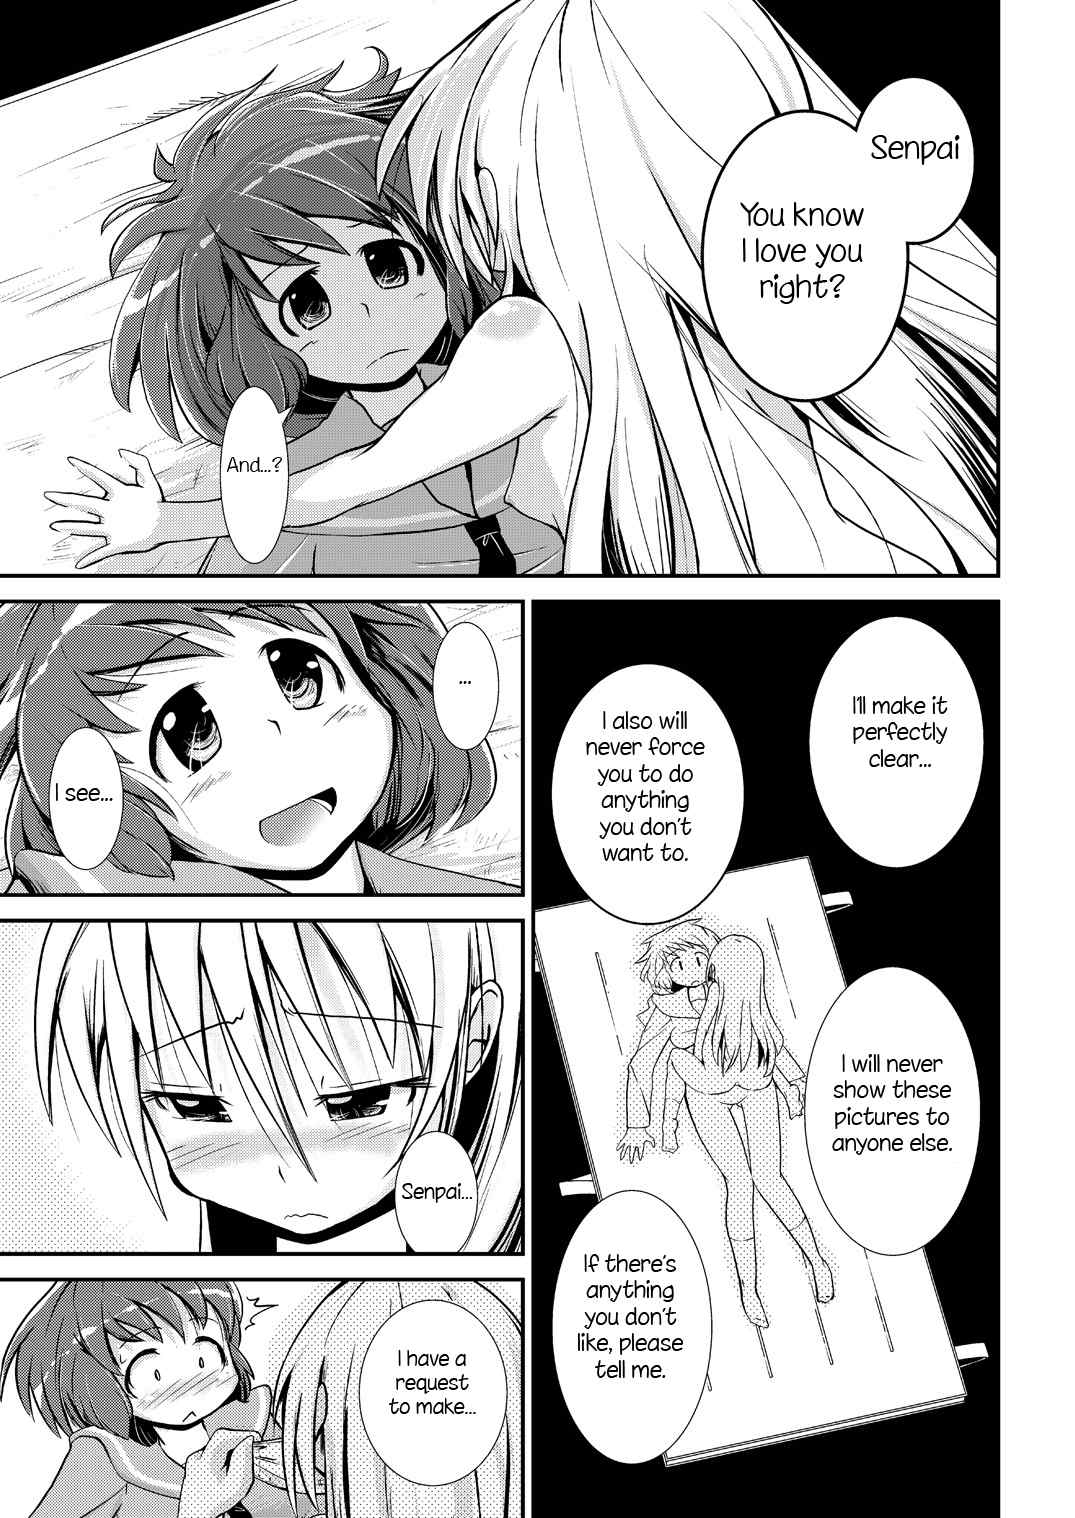 Senpai
You know
I love you
right?
And...?
I'll make it
perfectly
clear...
I also will
never force
you to do
anything
you don't
want to.
I will never
show these
pictures to
anyone else.
If there's
anything
you don't
like, please
tell me.
...
I see...
Senpai...
I have a
request
to make...